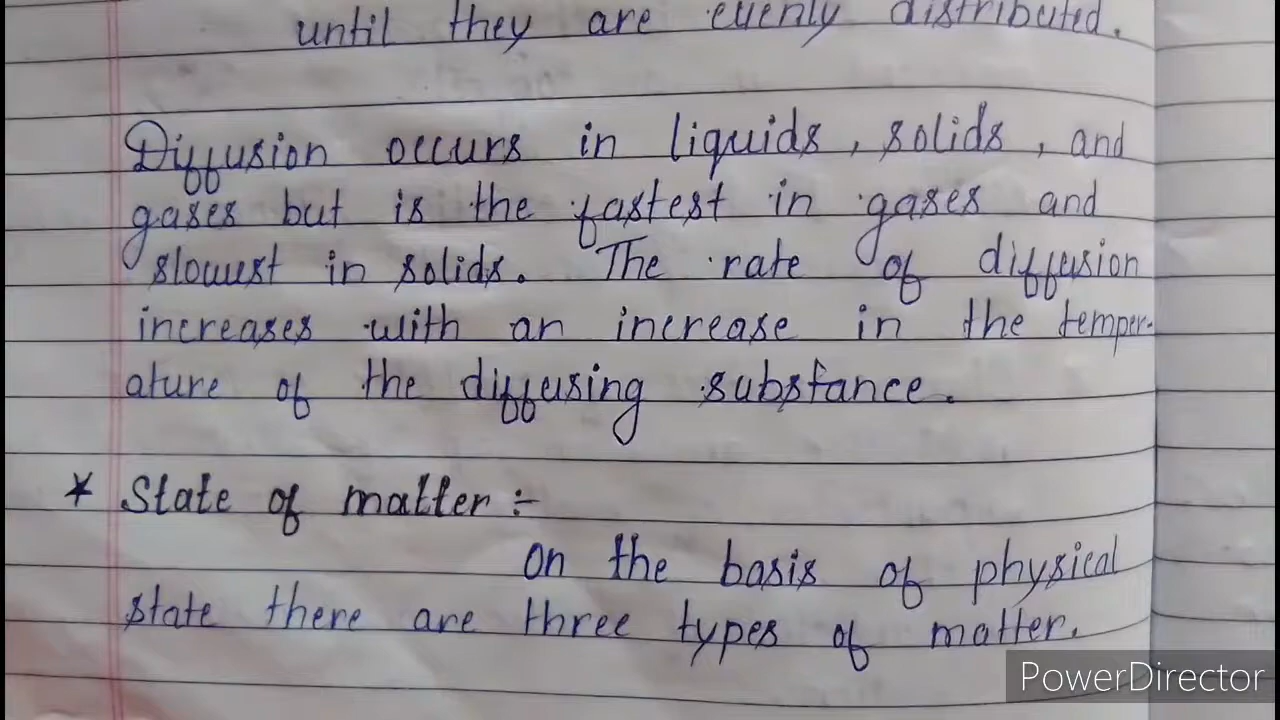 until they are evenly distributed.
Diffusion occurs in liquids, solids, and
gases but is the fastest in gases and
slowest in solids. The rate of diffusion
increases with an increase in the temper-
ature of the diffusing substance.
* State of matter :-
on the basis of physical
state there are three types of matter.
PowerDirector